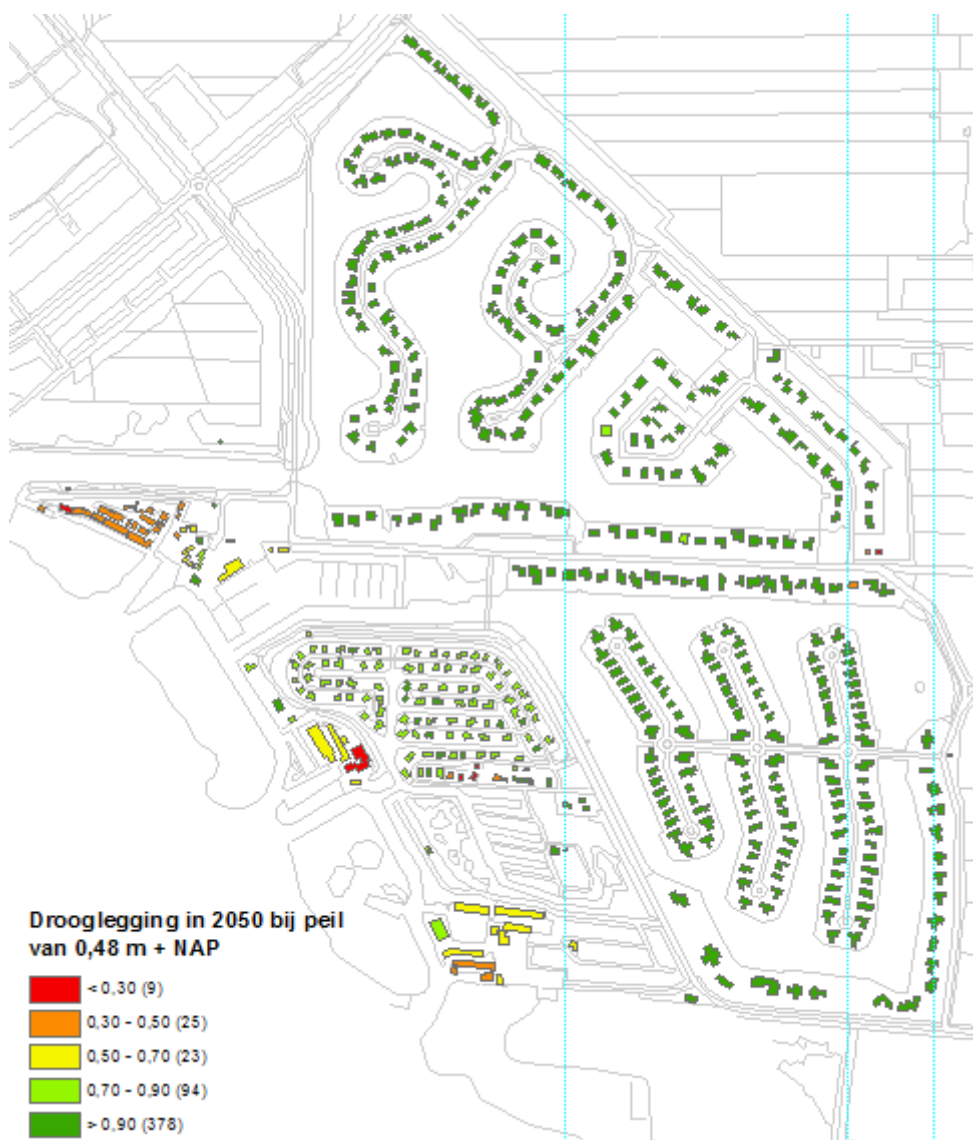 Drooglegging in 2050 bij peil
van 0,48 m + NAP
< 0,30 (9)
0,30 - 0,50 (25)
0,50 - 0,70 (23)
0,70 - 0,90 (94)
> 0,90 (378)